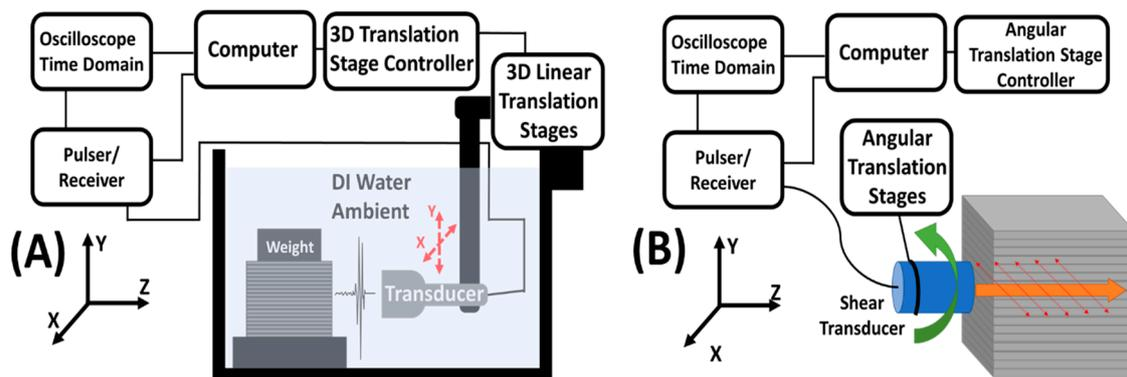 Oscilloscope
Time Domain
Computer
3D Translation
Stage Controller
3D Linear
Translation
Stages
Pulser/
Receiver
DI Water
Ambient
Y
X
Weight
Transducer
(A)
Y
Z
X
Oscilloscope
Time Domain
Computer
Angular
Translation Stage
Controller
Pulser/
Receiver
Angular
Translation
Stages
(B)
Y
Z
X
Shear
Transducer